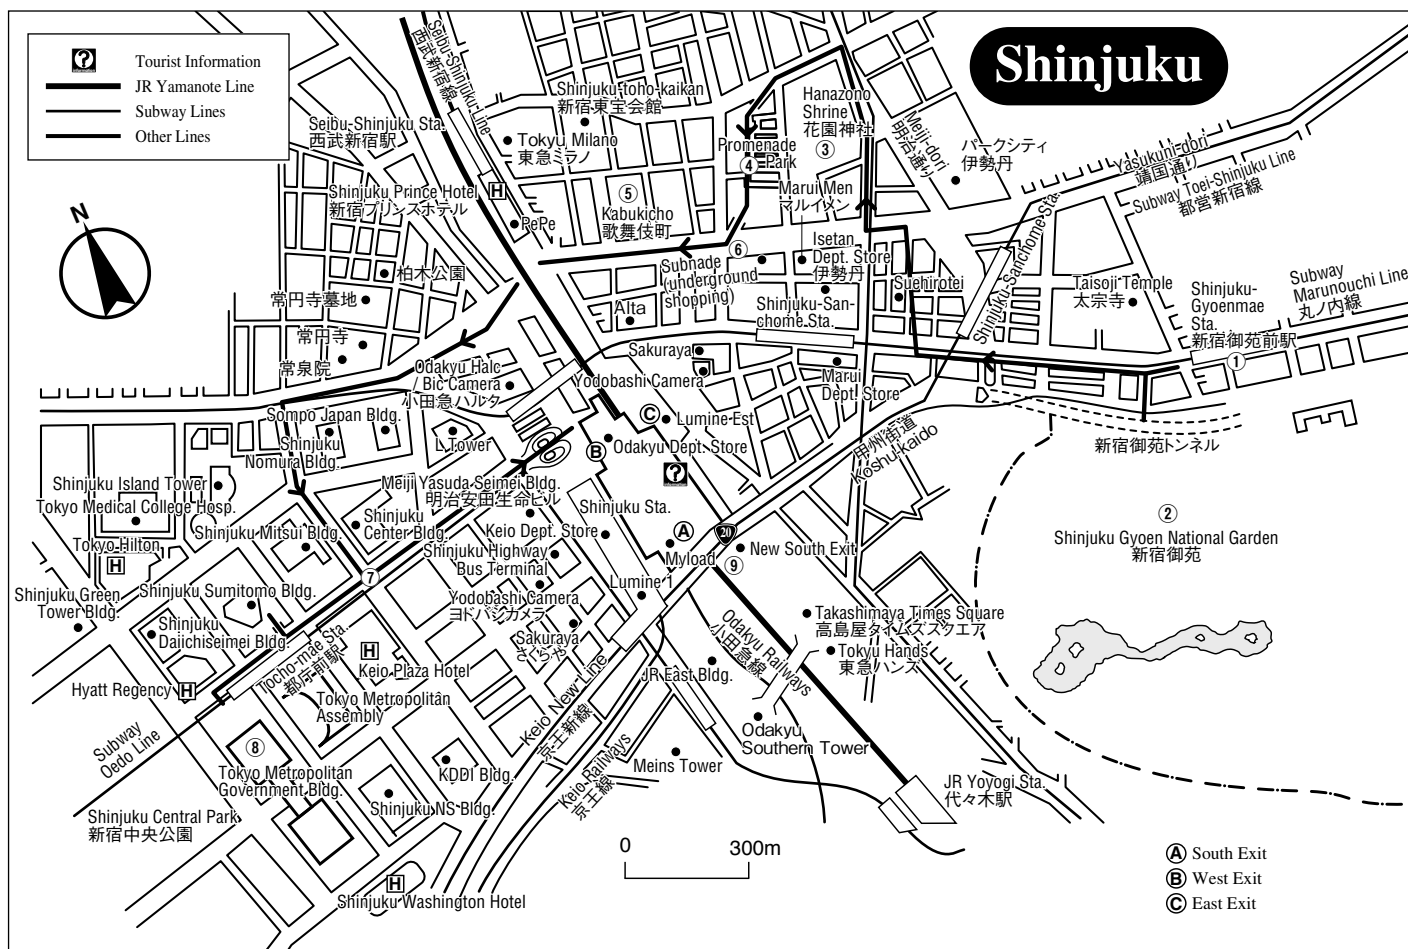 Shinjuku
Tourist Information
JR Yamanote Line
Subway Lines
Other Lines
N
Seibu-Shinjuku-Line
西武新宿線
Seibu-Shinjuku Sta.
西武新宿駅
Shinjuku-toho-kaikan
新宿東宝会館
Tokyu Milano
東急ミラノ
Shinjuku Prince Hotel
新宿プリンスホテル
H
PePe
⑤
Kabukicho
歌舞伎町
Promenade
Park
④
Hanazono
Shrine
花園神社
③
Meiji-dori
明治通り
パークシティ
伊勢丹
Yasukuni-dori
靖国通り
Subway Toei-Shinjuku Line
都営新宿線
Marui Men
マルイメン
⑥
Subnade
(underground
shopping)
Isetan
Dept. Store
伊勢丹
Suehirotei
Shinjuku-Sanchome Sta.
Taisoji Temple
太宗寺
Shinjuku-
Gyoenmae
Sta.
新宿御苑前駅
①
Subway
Marunouchi Line
丸ノ内線
柏木公園
常円寺墓地
常円寺
常泉院
Alta
Shinjuku-San-
chome Sta.
Sakuraya
Yodobashi Camera
Marui
Dept. Store
Odakyu Halc
/ Bic Camera
小田急ハルク
Sompo Japan Bldg.
Shinjuku
Nomura Bldg.
L Tower
C
Lumine Est
B
Odakyu Dept. Store
?
甲州街道
Koshu-kaido
新宿御苑トンネル
Shinjuku Island Tower
Tokyo Medical College Hosp.
Meiji Yasuda Seimei Bldg.
明治安田生命ビル
Shinjuku Sta.
Shinjuku
Center Bldg.
Keio Dept. Store
Shinjuku Mitsui Bldg.
Tokyo Hilton
H
Shinjuku Highway
Bus Terminal
A
20
Myload
New South Exit
⑨
②
Shinjuku Gyoen National Garden
新宿御苑
⑦
Shinjuku Green
Tower Bldg.
Shinjuku Sumitomo Bldg.
Yodobashi Camera
ヨドバシカメラ
Lumine 1
Shinjuku
Daiichiseimei Bldg.
Sakuraya
さくらや
Takashimaya Times Square
高島屋タイムズスクエア
Tokyu Hands
東急ハンズ
Odakyu Railways
小田急線
Tocho-mae Sta.
都庁前駅
H
Keio Plaza Hotel
JR East Bldg.
Hyatt Regency
H
Tokyo Metropolitan
Assembly
Keio New Line
京王新線
Odakyu
Southern Tower
Subway
Oedo Line
⑧
Tokyo Metropolitan
Government Bldg.
KDDI Bldg.
Keio-Railways
京王線
Meins Tower
JR Yoyogi Sta.
代々木駅
Shinjuku NS Bldg.
Shinjuku Central Park
新宿中央公園
H
Shinjuku Washington Hotel
0 300m
A South Exit
B West Exit
C East Exit